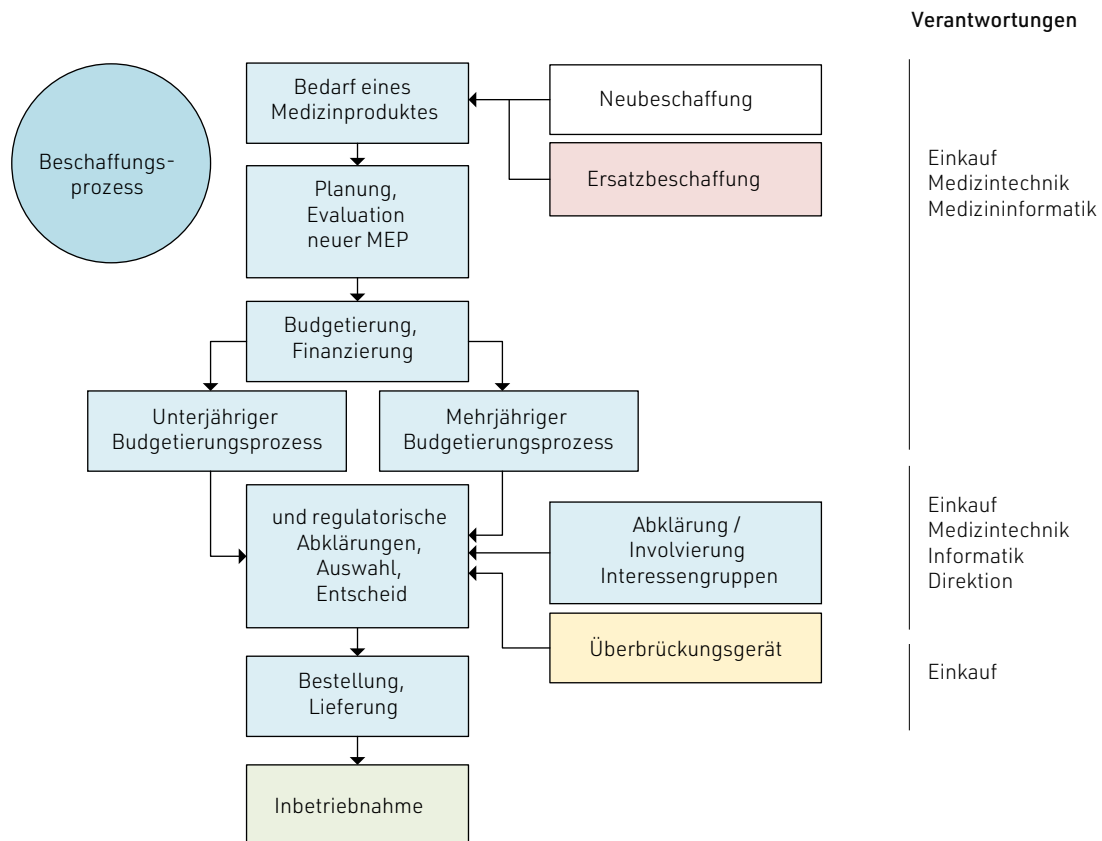 Verantwortungen
Beschaffungs-
prozess
Bedarf eines
Medizinproduktes
Neubeschaffung
Ersatzbeschaffung
Planung,
Evaluation
neuer MEP
Einkauf
Medizintechnik
Medizininformatik
Budgetierung,
Finanzierung
Unterjähriger
Budgetierungsprozess
Mehrjähriger
Budgetierungsprozess
und regulatorische
Abklärungen,
Auswahl,
Entscheid
Abklärung /
Involvierung
Interessengruppen
Einkauf
Medizintechnik
Informatik
Direktion
Überbrückungsgerät
Bestellung,
Lieferung
Einkauf
Inbetriebnahme